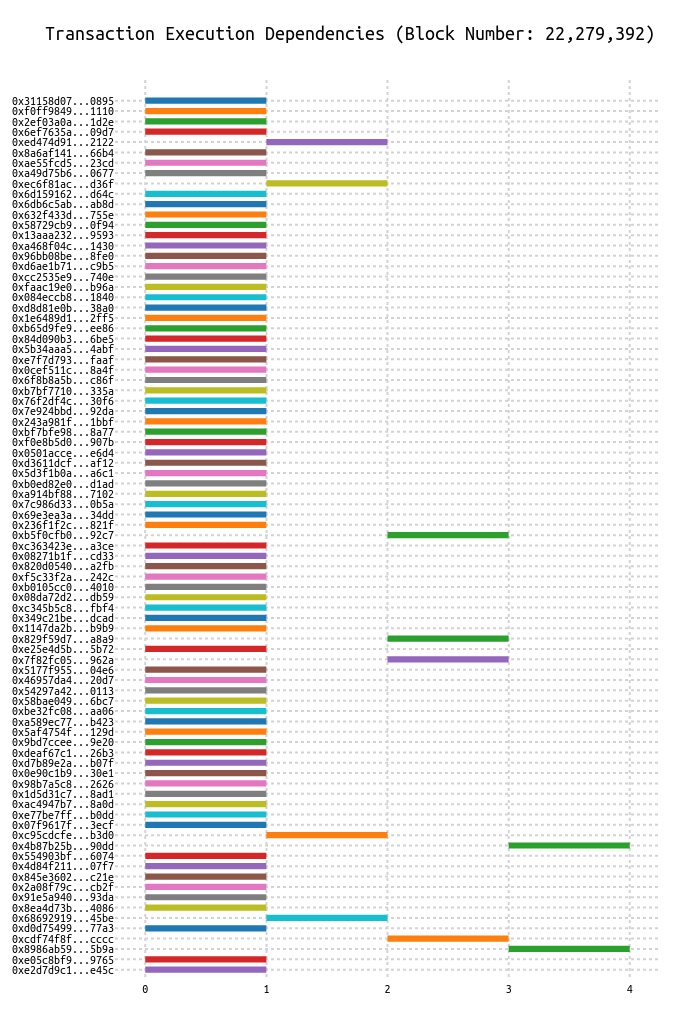 Transaction Execution Dependencies (Block Number: 22,279,392)
0x31158d07...0895
0xf0ff9849...1110
0x2ef03a0a...1d2e
0x6ef7635a...09d7
0xed474d91...2122
0x8a6af141...66b4
0xae55fcd5...23cd
0xa49d75b6...0677
0xec6f81ac...d36f
0x6d159162...d64c
0x6db6c5ab...ab8d
0x632f433d...755e
0x58729cb9...0f94
0x13aaa232...9593
0xa468f04c...1430
0x96bb08be...8fe0
0xd6ae1b71...c9b5
0xcc2535e9...740e
0xfaac19e0...b96a
0x084eccb8...1840
0xd8d81e0b...38a0
0x1e6489d1...2ff5
0xb65d9fe9...ee86
0x84d090b3...6be5
0x5b34aaa5...4abf
0xe7f7d793...faaf
0x0cef511c...8a4f
0x6f8b8a5b...c86f
0xb7bf7710...335a
0x76f2df4c...30f6
0x7e924bbd...92da
0x243a981f...1bbf
0xbf7bfe98...8a77
0xf0e8b5d0...907b
0x0501acce...e6d4
0xd3611dcf...af12
0x5d3f1b0a...a6c1
0xb0ed82e0...d1ad
0xa914bf88...7102
0x7c986d33...0b5a
0x69e3ea3a...34dd
0x236f1f2c...821f
0xb5f0cfb0...92c7
0xc363423e...a3ce
0x08271b1f...cd33
0x820d0540...a2fb
0xf5c33f2a...242c
0xb0105cc0...4010
0x08da72d2...db59
0xc345b5c8...fbf4
0x349c21be...dcad
0x1147da2b...b9b9
0x829f59d7...a8a9
0xe25e4d5b...5b72
0x7f82fc05...962a
0x5177f955...04e6
0x46957da4...20d7
0x54297a42...0113
0x58bae049...6bc7
0xbe32fc08...aa06
0xa589ec77...b423
0x5af4754f...129d
0x9bd7ccee...9e20
0xdeaf67c1...26b3
0xd7b89e2a...b07f
0x0e90c1b9...30e1
0x98b7a5c8...2626
0x1d5d31c7...8ad1
0xac4947b7...8a0d
0xe77be7ff...b0dd
0x07f9617f...3ecf
0xc95cdcfe...b3d0
0x4b87b25b...90dd
0x554903bf...6074
0x4d84f211...07f7
0x845e3602...c21e
0x2a08f79c...cb2f
0x91e5a940...93da
0x8ea4d73b...4086
0x68692919...45be
0xd0d75499...77a3
0xcdf74f8f...cccc
0x8986ab59...5b9a
0xe05c8bf9...9765
0xe2d7d9c1...e45c
0 1 2 3 4